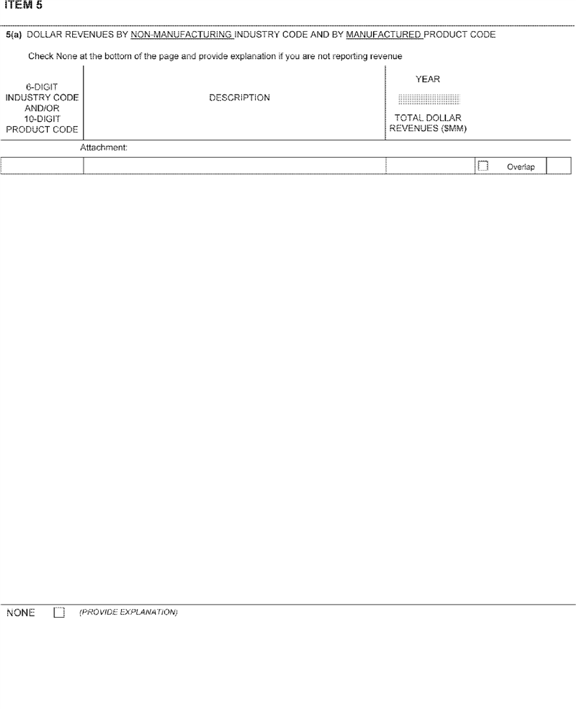 ITEM 5
5(a) DOLLAR REVENUES BY NON-MANUFACTURING INDUSTRY CODE AND BY MANUFACTURED PRODUCT CODE
Check None at the bottom of the page and provide explanation if you are not reporting revenue
6-DIGIT
INDUSTRY CODE
AND/OR
10-DIGIT
PRODUCT CODE
DESCRIPTION
YEAR
TOTAL DOLLAR
REVENUES ($MM)
Attachment:
Overlap
NONE (PROVIDE EXPLANATION)